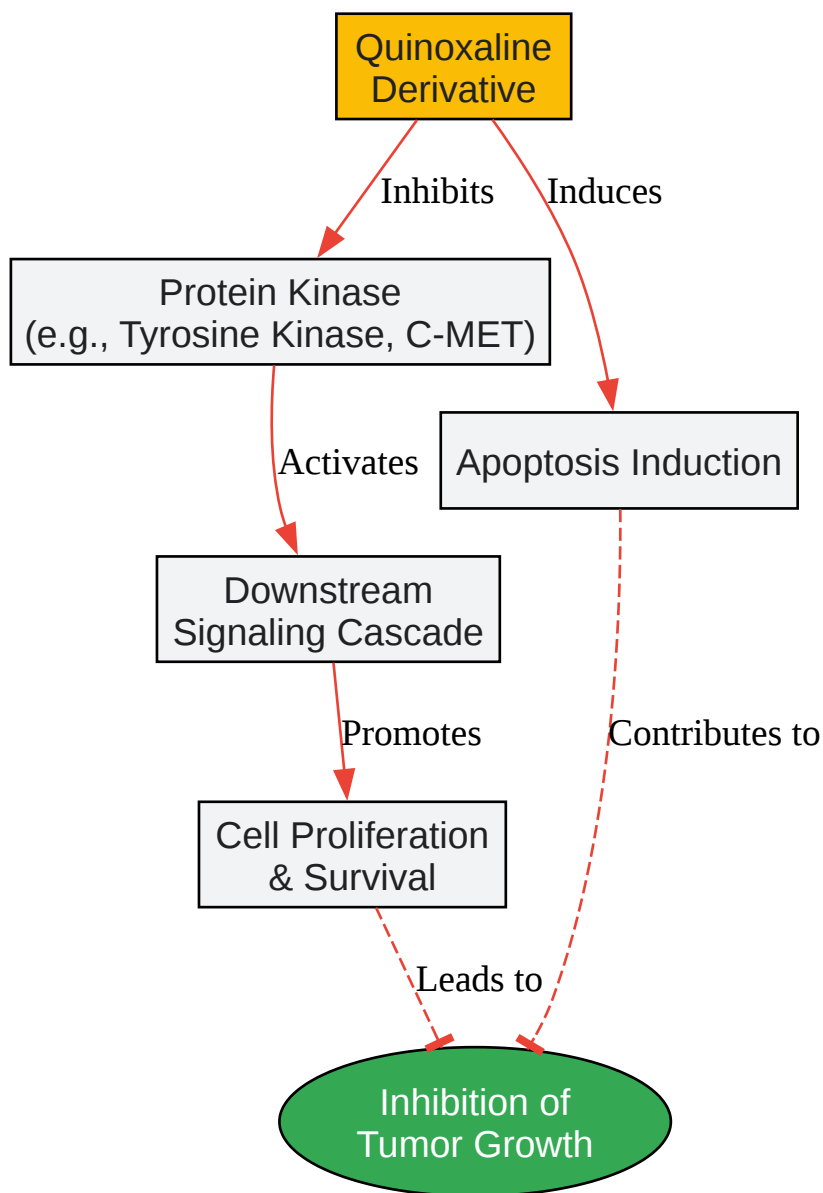 Quinoxaline
Derivative
Inhibits
Induces
Protein Kinase
(e.g., Tyrosine Kinase, C-MET)
Activates
Apoptosis Induction
Downstream
Signaling Cascade
Promotes
Contributes to
Cell Proliferation
& Survival
Leads to
Inhibition of
Tumor Growth